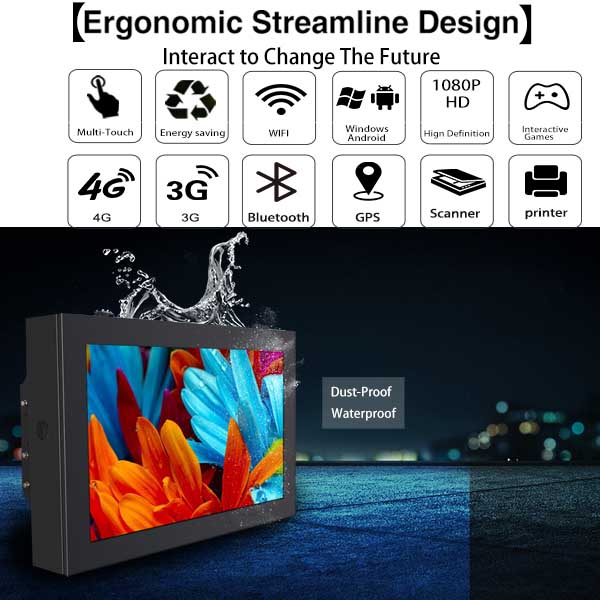 【Ergonomic Streamline Design】
Interact to Change The Future
Multi-Touch
Energy saving
WIFI
Windows
Android
1080P
HD
Hign Definition
Interactive
Games
4G
4G
3G
3G
Bluetooth
GPS
Scanner
printer
Dust-Proof
Waterproof